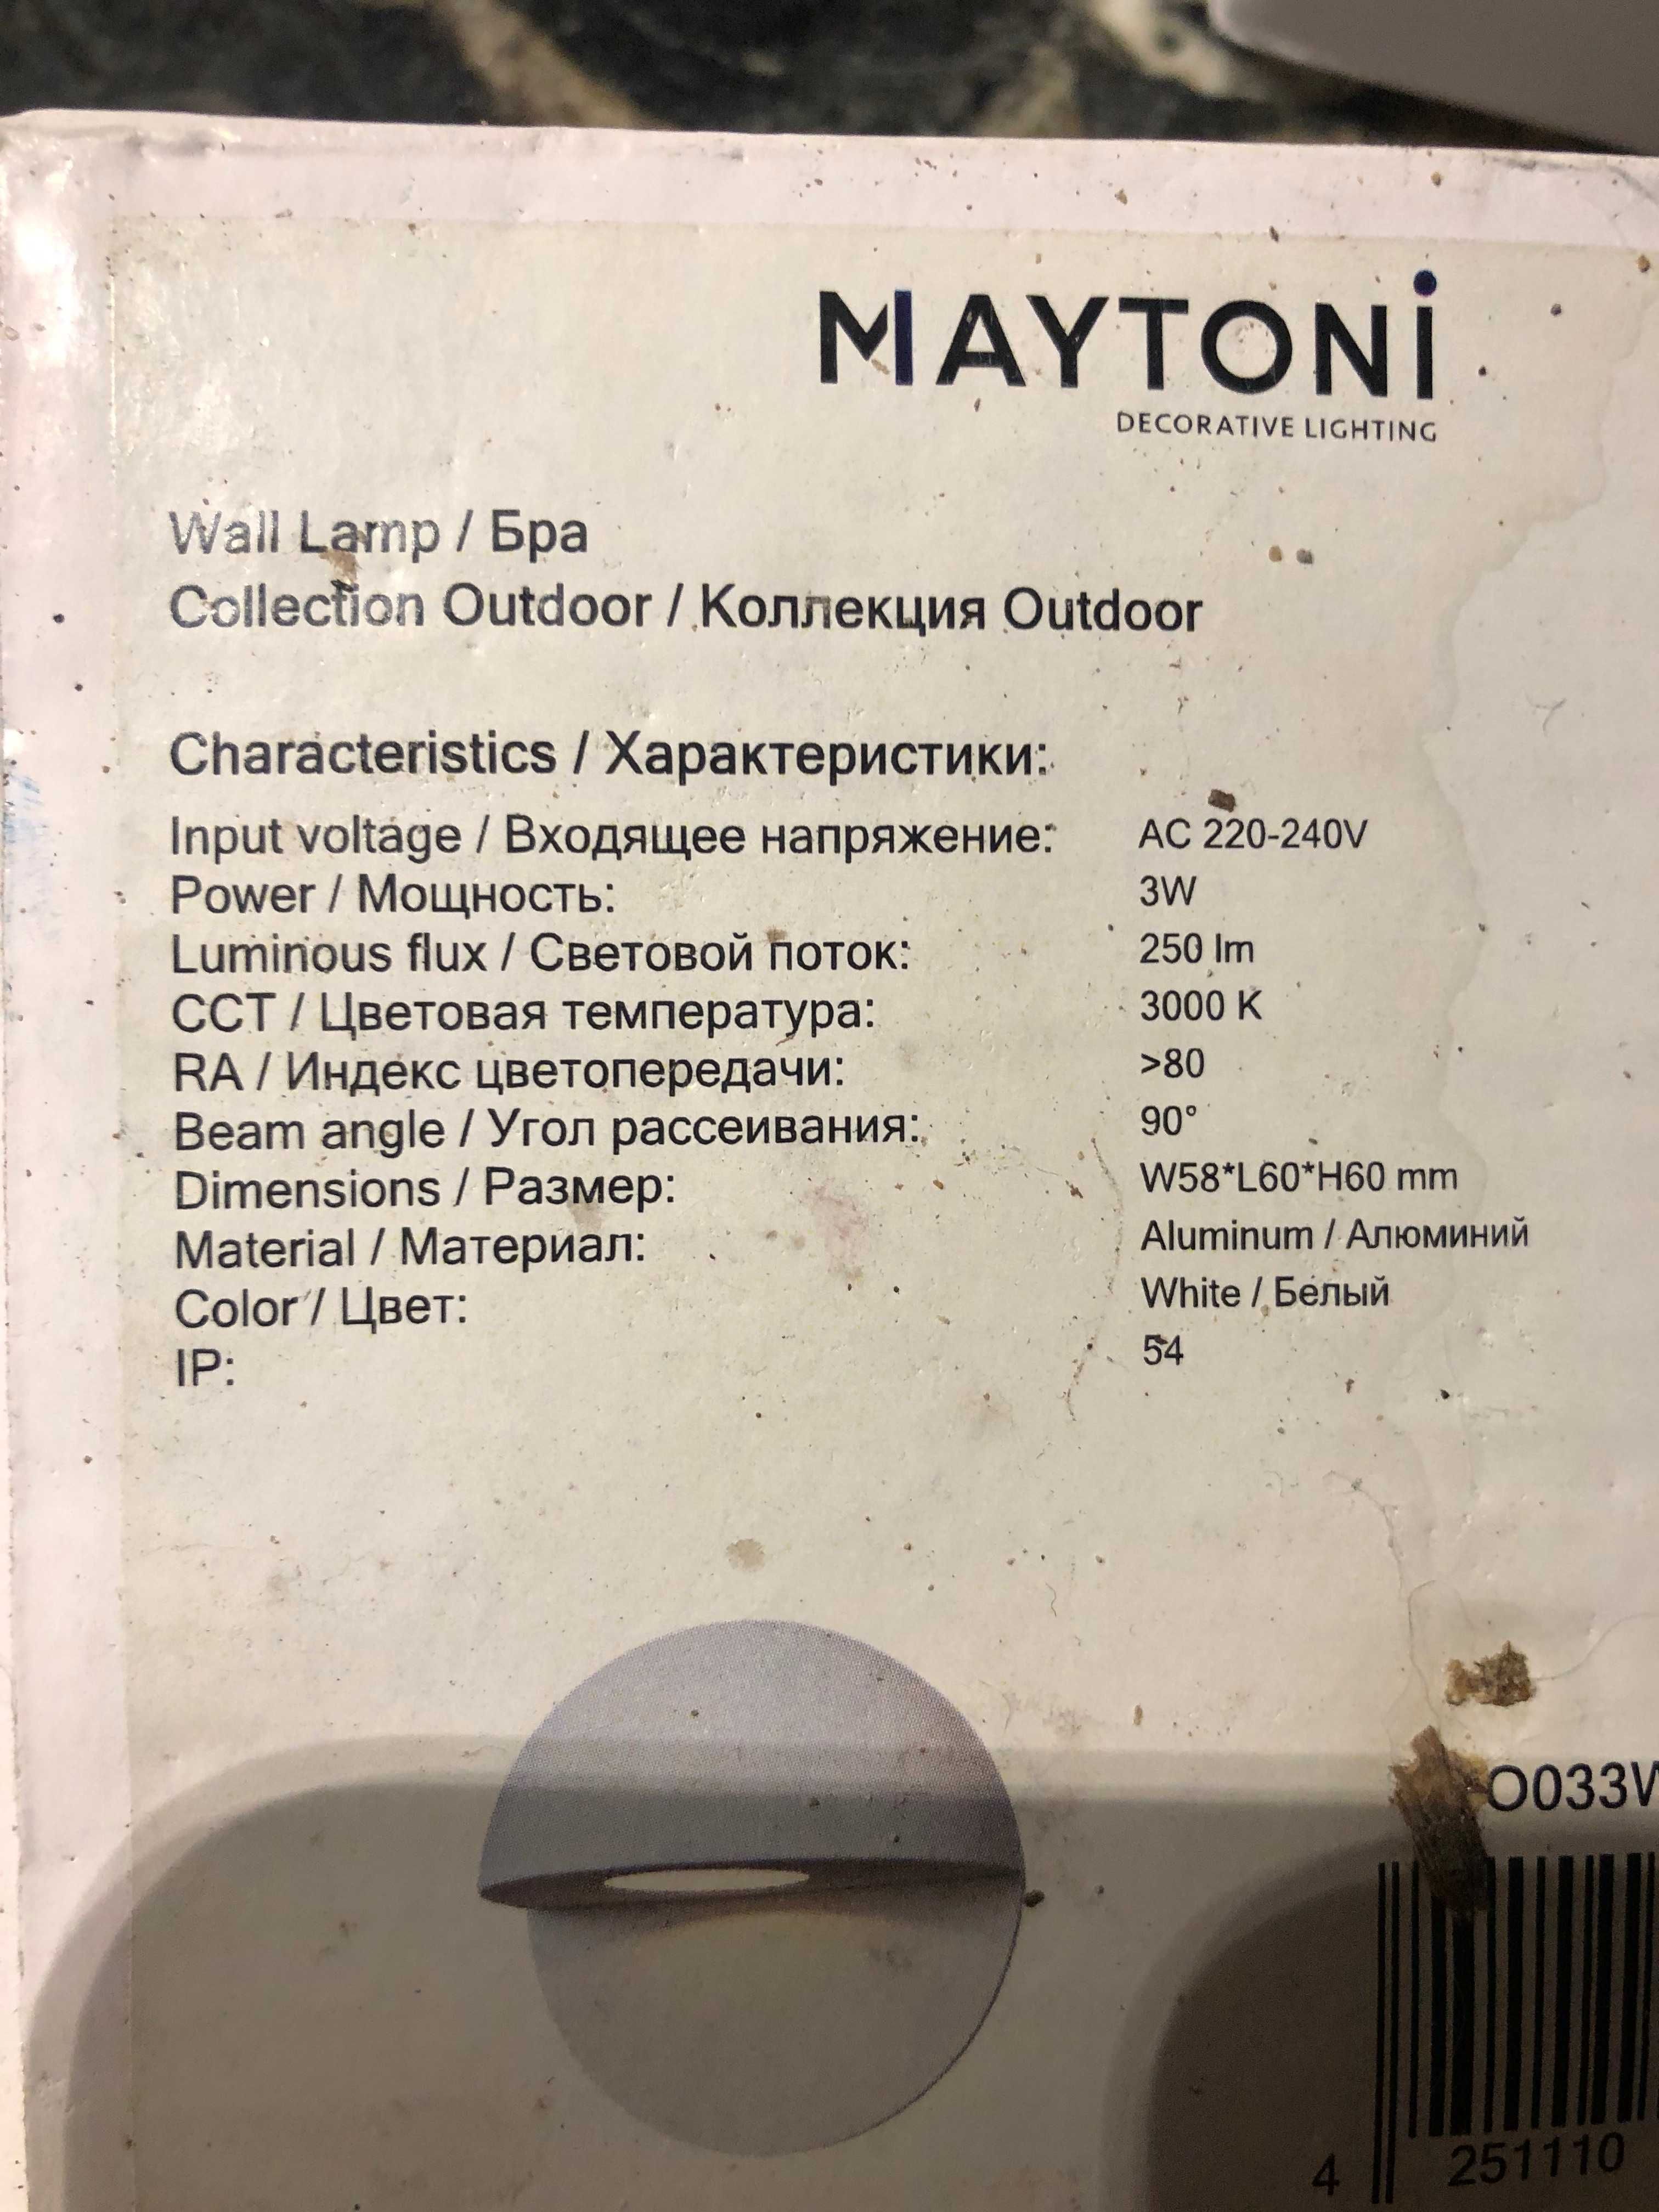 MAYTONi
DECORATIVE LIGHTING
Wall Lamp / Бра
Collection Outdoor / Коллекция Outdoor
Characteristics / Характеристики:
Input voltage / Входящее напряжение: AC 220-240V
Power / Мощность: 3W
Luminous flux / Световой поток: 250 lm
CCT / Цветовая температура: 3000 K
RA / Индекс цветопередачи: >80
Beam angle / Угол рассеивания: 90°
Dimensions / Размер: W58*L60*H60 mm
Material / Материал: Aluminum / Алюминий
Color / Цвет: White / Белый
IP: 54
O033W
4 251110